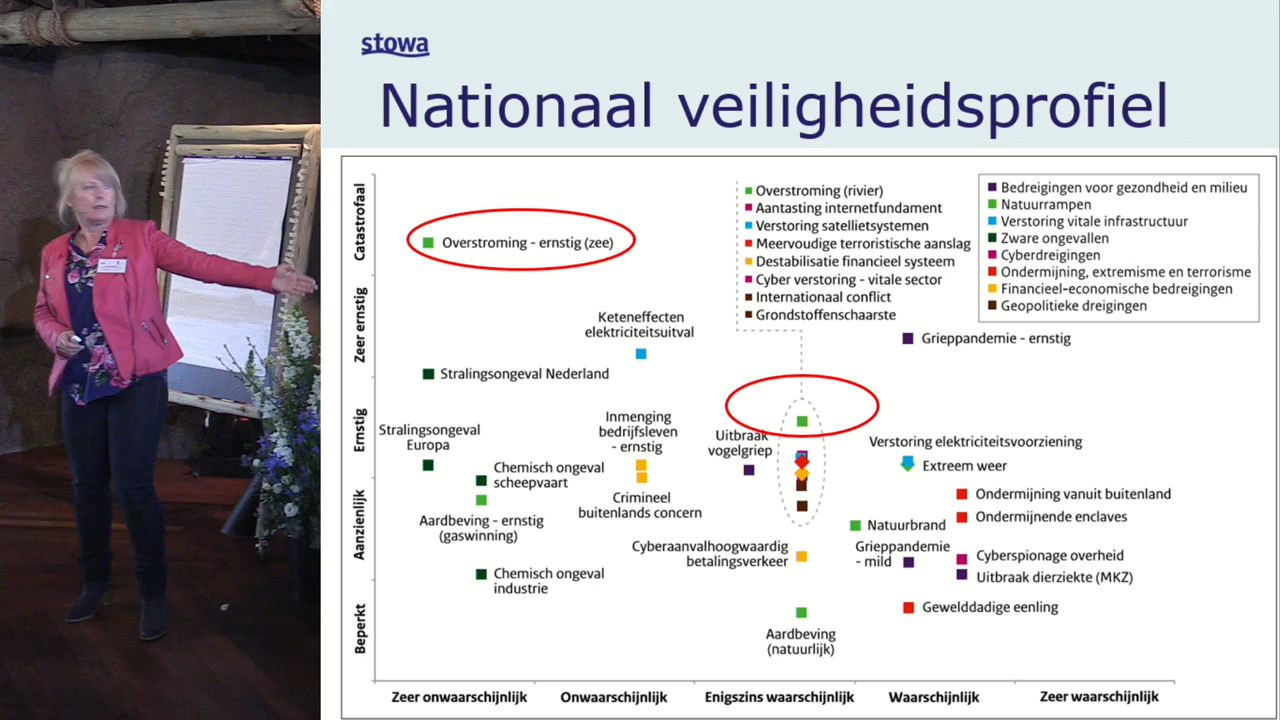 stowa
Nationaal veiligheidsprofiel
Catastrofaal
Zeer ernstig
Ernstig
Aanzienlijk
Beperkt
Overstroming - ernstig (zee)
Overstroming (rivier)
Aantasting internetfundament
Verstoring satellietsystemen
Meervoudige terroristische aanslag
Destabilisatie financieel systeem
Cyber verstoring - vitale sector
Internationaal conflict
Grondstoffenschaarste
Bedreigingen voor gezondheid en milieu
Natuurrampen
Verstoring vitale infrastructuur
Zware ongevallen
Cyberdreigingen
Ondermijning, extremisme en terrorisme
Financieel-economische bedreigingen
Geopolitieke dreigingen
Keteneffecten
elektriciteitsuitval
Grieppandemie - ernstig
Stralingsongeval Nederland
Stralingsongeval
Europa
Inmenging
bedrijfsleven
- ernstig
Uitbraak
vogelgriep
Verstoring elektriciteitsvoorziening
Extreem weer
Chemisch ongeval
scheepvaart
Crimineel
buitenlands concern
Ondermijning vanuit buitenland
Ondermijnende enclaves
Aardbeving - ernstig
(gaswinning)
Natuurbrand
Cyberaanvalhoogwaardig
betalingsverkeer
Grieppandemie
- mild
Cyberspionage overheid
Uitbraak dierziekte (MKZ)
Chemisch ongeval
industrie
Gewelddadige eenling
Aardbeving
(natuurlijk)
Zeer onwaarschijnlijk
Onwaarschijnlijk
Enigszins waarschijnlijk
Waarschijnlijk
Zeer waarschijnlijk